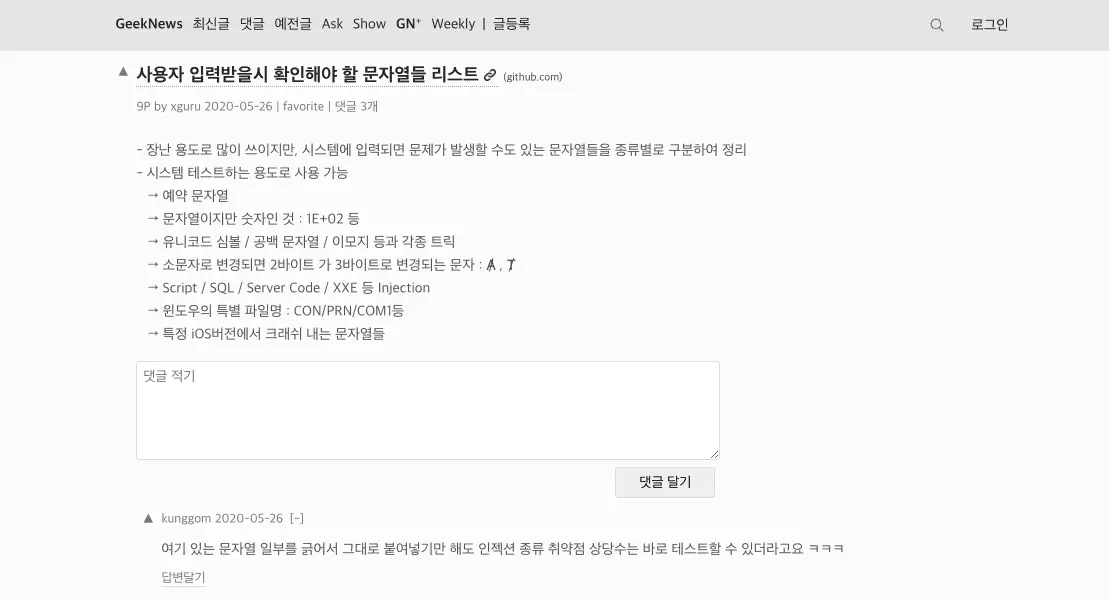 GeekNews 최신글 댓글 예전글 Ask Show GN⁺ Weekly | 글등록 로그인
▲ 사용자 입력받을시 확인해야 할 문자열들 리스트 (github.com)
9P by xguru 2020-05-26 | favorite | 댓글 3개
- 장난 용도로 많이 쓰이지만, 시스템에 입력되면 문제가 발생할 수도 있는 문자열들을 종류별로 구분하여 정리
- 시스템 테스트하는 용도로 사용 가능
→ 예약 문자열
→ 문자열이지만 숫자인 것 : 1E+02 등
→ 유니코드 심볼 / 공백 문자열 / 이모지 등과 각종 트릭
→ 소문자로 변경되면 2바이트 가 3바이트로 변경되는 문자 : Ⱥ , Ⱦ
→ Script / SQL / Server Code / XXE 등 Injection
→ 윈도우의 특별 파일명 : CON/PRN/COM1등
→ 특정 iOS버전에서 크래쉬 내는 문자열들
댓글 적기
댓글 달기
▲ kunggom 2020-05-26 [-]
여기 있는 문자열 일부를 긁어서 그대로 붙여넣기만 해도 인젝션 종류 취약점 상당수는 바로 테스트할 수 있더라고요 ㅋㅋㅋ
답변달기